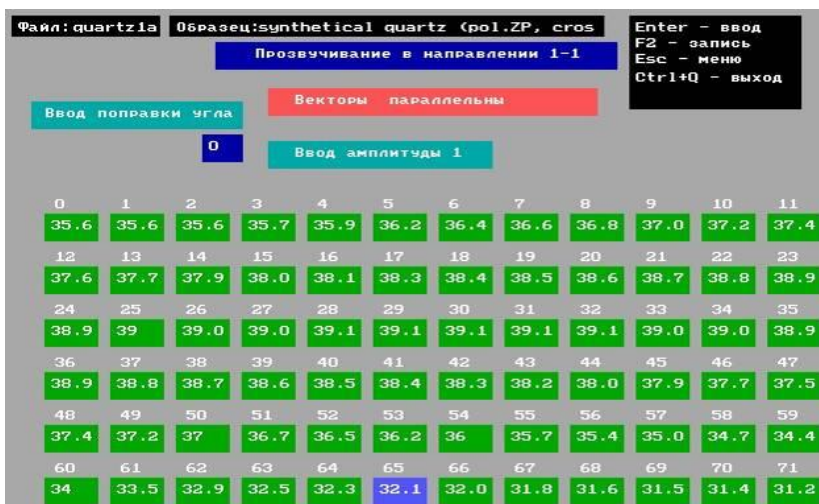 Файл:quartz1a Образец:synthetical quartz (pol.ZP, cros
Enter - ввод
F2 - запись
Esc - меню
Ctrl+Q - выход
Прозвучивание в направлении 1-1
Векторы параллельны
Ввод поправки угла
0
Ввод амплитуды 1
0 1 2 3 4 5 6 7 8 9 10 11
35.6 35.6 35.6 35.7 35.9 36.2 36.4 36.6 36.8 37.0 37.2 37.4
12 13 14 15 16 17 18 19 20 21 22 23
37.6 37.7 37.9 38.0 38.1 38.3 38.4 38.5 38.6 38.7 38.8 38.9
24 25 26 27 28 29 30 31 32 33 34 35
38.9 39 39.0 39.0 39.1 39.1 39.1 39.1 39.1 39.0 39.0 38.9
36 37 38 39 40 41 42 43 44 45 46 47
38.9 38.8 38.7 38.6 38.5 38.4 38.3 38.2 38.0 37.9 37.7 37.5
48 49 50 51 52 53 54 55 56 57 58 59
37.4 37.2 37 36.7 36.5 36.2 36 35.7 35.4 35.0 34.7 34.4
60 61 62 63 64 65 66 67 68 69 70 71
34 33.5 32.9 32.5 32.3 32.1 32.0 31.8 31.6 31.5 31.4 31.2